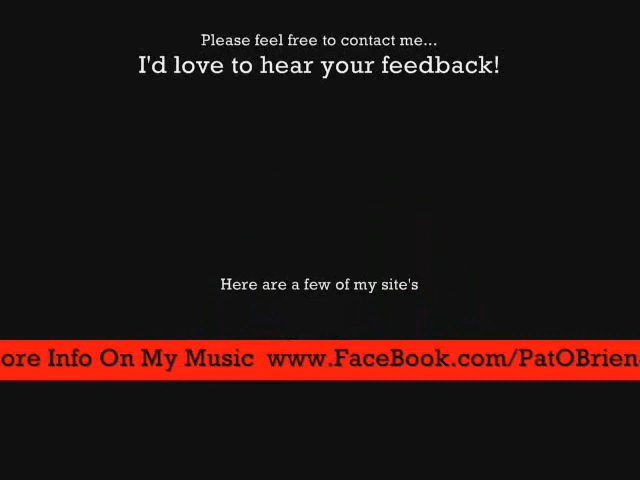 Please feel free to contact me...
I'd love to hear your feedback!
Here are a few of my site's
ore Info On My Music www.FaceBook.com/PatOBrien